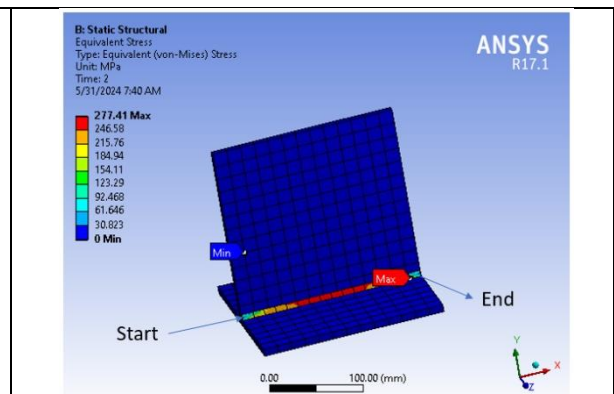 B: Static Structural
Equivalent Stress
Type: Equivalent (von-Mises) Stress
Unit: MPa
Time: 2
5/31/2024 7:40 AM
ANSYS
R17.1
277.41 Max
246.58
215.76
184.94
154.11
123.29
92.468
61.646
30.823
0 Min
Min
Max
Start
End
0.00
100.00 (mm)
Y
X
Z